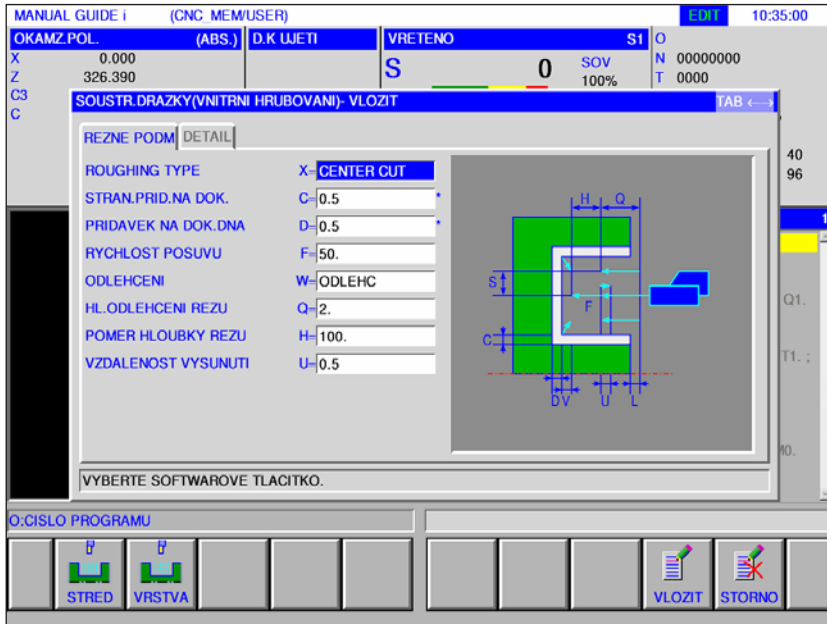 MANUAL GUIDE i (CNC_MEM/USER) EDIT 10:35:00
OKAMZ.POL. (ABS.) D.K UJETI VRETENO S1 O
X 0.000 N 00000000
Z 326.390 S 0 SOV T 0000
100%
C3
C
SOUSTR.DRAZKY(VNITRNI HRUBOVANI)- VLOZIT TAB ←→
REZNE PODM DETAIL
40
96
ROUGHING TYPE X= CENTER CUT
STRAN.PRID.NA DOK. C= 0.5 *
PRIDAVEK NA DOK.DNA D= 0.5 *
RYCHLOST POSUVU F= 50.
ODLEHCENI W= ODLEHC
HL.ODLEHCENI REZU Q= 2.
POMER HLOUBKY REZU H= 100.
VZDALENOST VYSUNUTI U= 0.5
H Q
S
F
C
D V U L
1
Q1.
T1. ;
M0.
VYBERTE SOFTWAROVE TLACITKO.
O:CISLO PROGRAMU
STRED VRSTVA VLOZIT STORNO